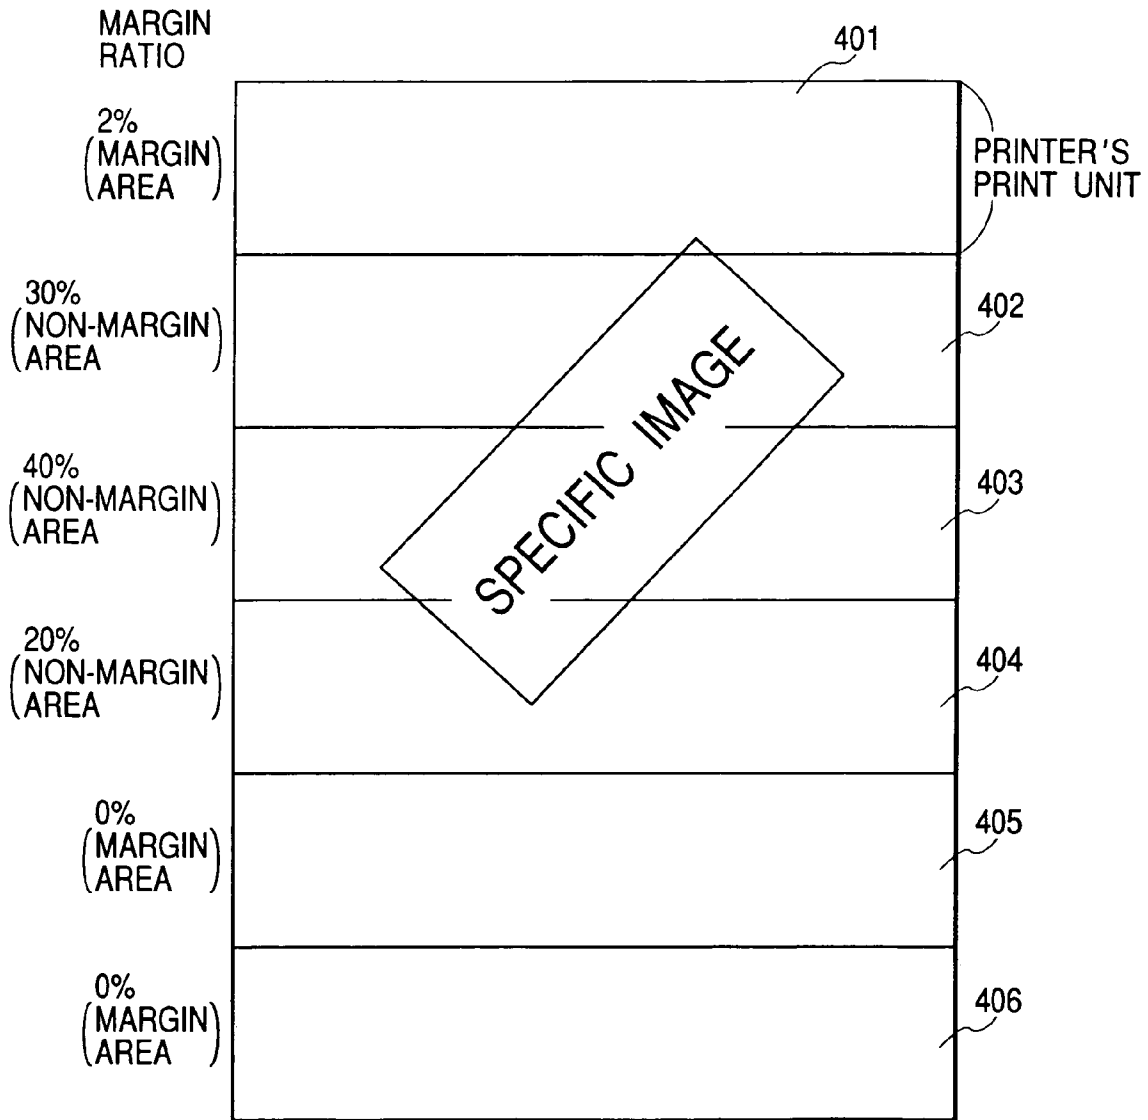 MARGIN
RATIO
401
2%
(MARGIN
AREA)
PRINTER'S
PRINT UNIT
30%
(NON-MARGIN
AREA)
402
40%
(NON-MARGIN
AREA)
403
SPECIFIC IMAGE
20%
(NON-MARGIN
AREA)
404
0%
(MARGIN
AREA)
405
0%
(MARGIN
AREA)
406